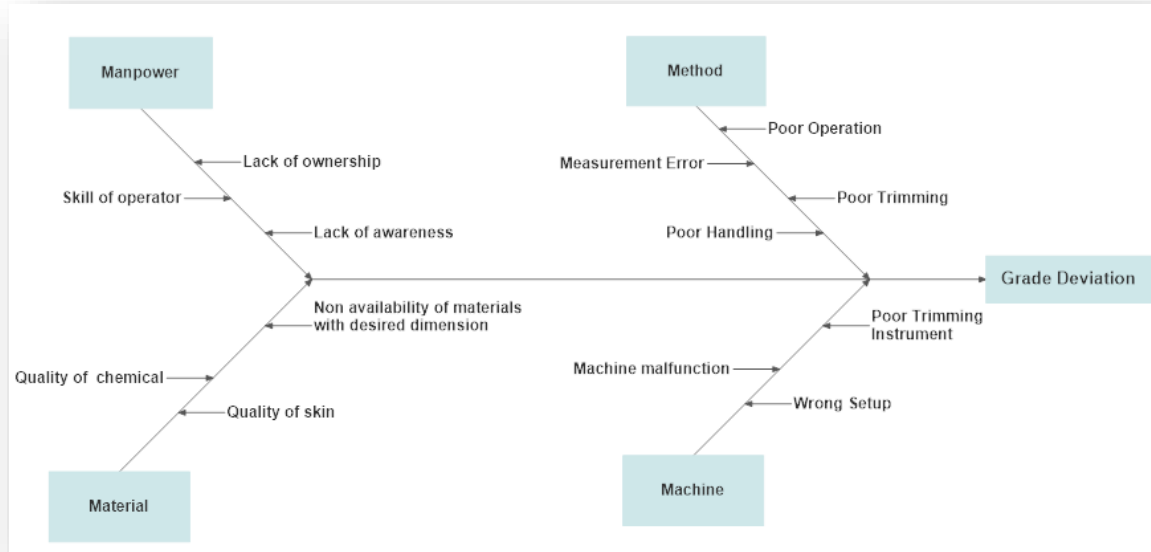 Manpower
Method
Poor Operation
Lack of ownership
Measurement Error
Skill of operator
Poor Trimming
Lack of awareness
Poor Handling
Grade Deviation
Non availability of materials
with desired dimension
Poor Trimming
Instrument
Quality of chemical
Machine malfunction
Quality of skin
Wrong Setup
Material
Machine